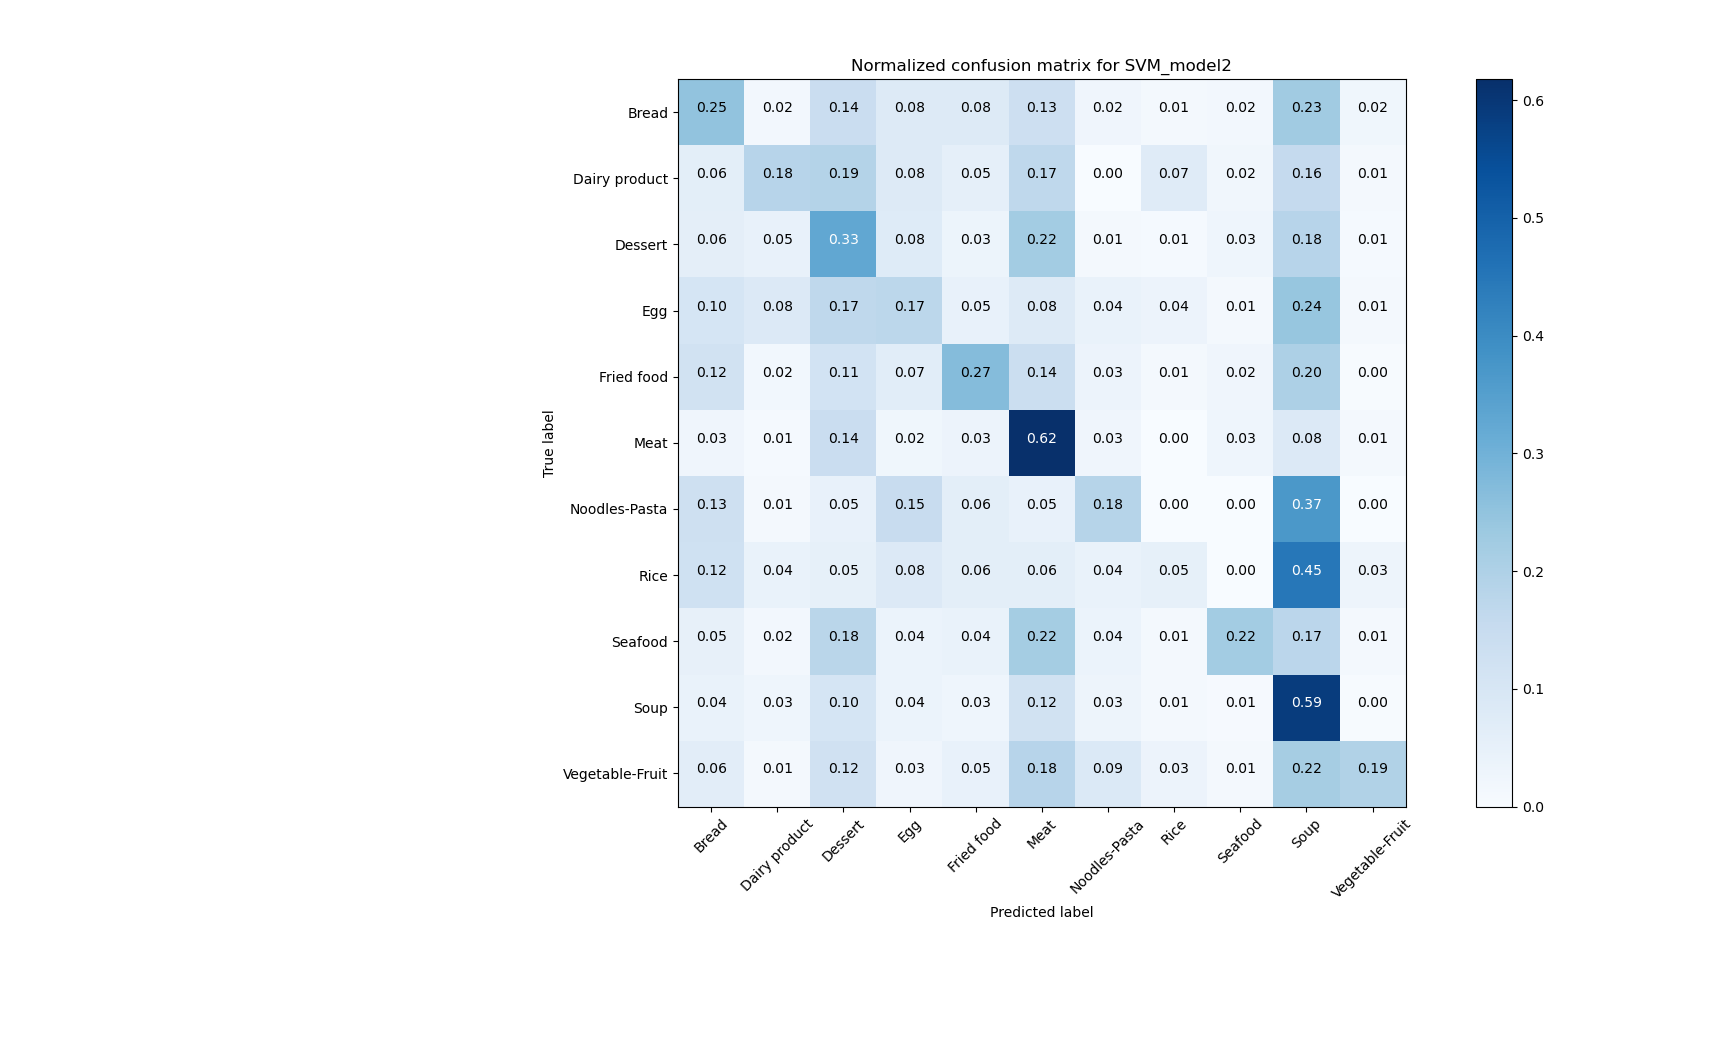 Normalized confusion matrix for SVM_model2
Bread 0.25 0.02 0.14 0.08 0.08 0.13 0.02 0.01 0.02 0.23 0.02
Dairy product 0.06 0.18 0.19 0.08 0.05 0.17 0.00 0.07 0.02 0.16 0.01
Dessert 0.06 0.05 0.33 0.08 0.03 0.22 0.01 0.01 0.03 0.18 0.01
Egg 0.10 0.08 0.17 0.17 0.05 0.08 0.04 0.04 0.01 0.24 0.01
Fried food 0.12 0.02 0.11 0.07 0.27 0.14 0.03 0.01 0.02 0.20 0.00
Meat 0.03 0.01 0.14 0.02 0.03 0.62 0.03 0.00 0.03 0.08 0.01
Noodles-Pasta 0.13 0.01 0.05 0.15 0.06 0.05 0.18 0.00 0.00 0.37 0.00
Rice 0.12 0.04 0.05 0.08 0.06 0.06 0.04 0.05 0.00 0.45 0.03
Seafood 0.05 0.02 0.18 0.04 0.04 0.22 0.04 0.01 0.22 0.17 0.01
Soup 0.04 0.03 0.10 0.04 0.03 0.12 0.03 0.01 0.01 0.59 0.00
Vegetable-Fruit 0.06 0.01 0.12 0.03 0.05 0.18 0.09 0.03 0.01 0.22 0.19
True label
Bread Dairy product Dessert Egg Fried food Meat Noodles-Pasta Rice Seafood Soup Vegetable-Fruit
Predicted label
0.6
0.5
0.4
0.3
0.2
0.1
0.0